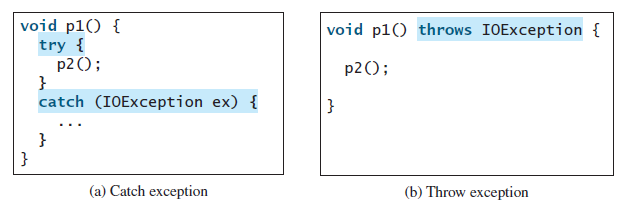 void p1() {
try {
p2();
}
catch (IOException ex) {
...
}
}
(a) Catch exception
void p1() throws IOException {
p2();
}
(b) Throw exception